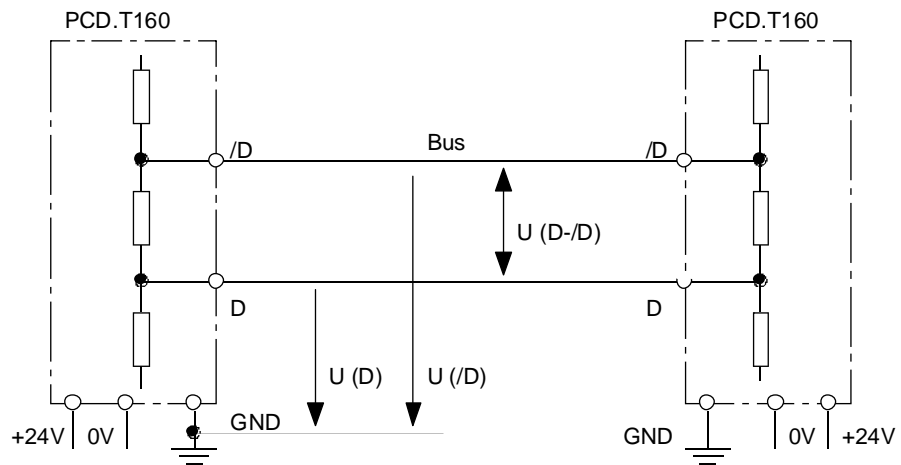 PCD.T160
PCD.T160
/D
Bus
/D
U (D-/D)
D
D
U (D)
U (/D)
+24V
0V
GND
GND
0V
+24V